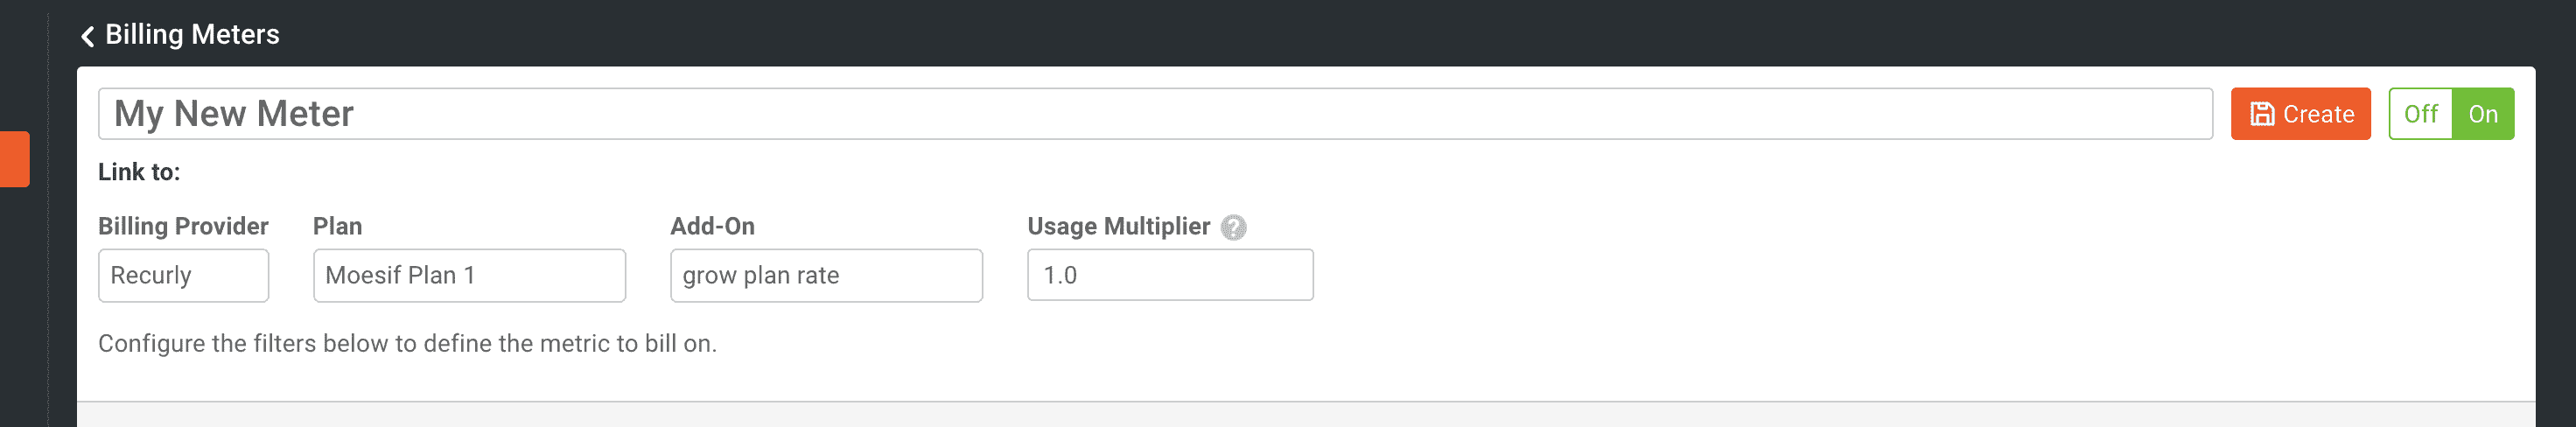 Billing Meters
My New Meter
Create
Off
On
Link to:
Billing Provider
Plan
Add-On
Usage Multiplier ?
Recurly
Moesif Plan 1
grow plan rate
1.0
Configure the filters below to define the metric to bill on.